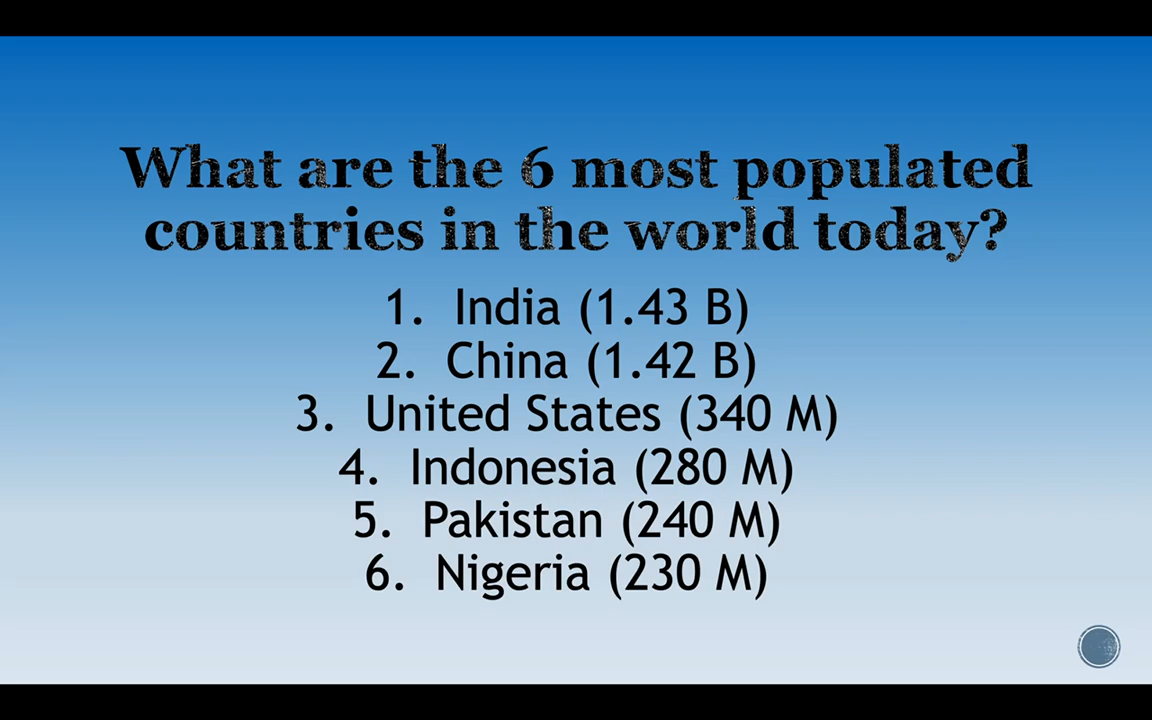 What are the 6 most populated
countries in the world today?
1. India (1.43 B)
2. China (1.42 B)
3. United States (340 M)
4. Indonesia (280 M)
5. Pakistan (240 M)
6. Nigeria (230 M)